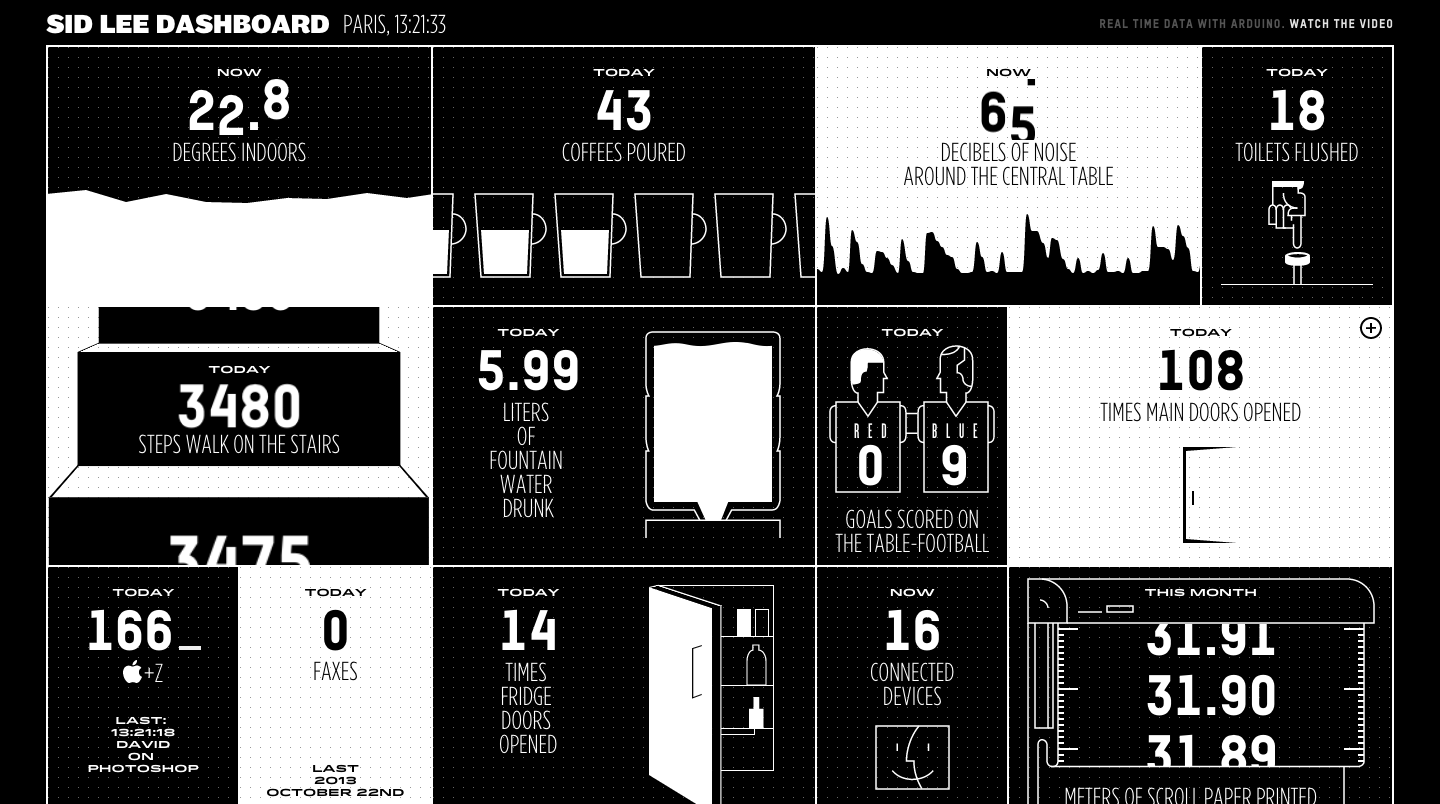 SID LEE DASHBOARD PARIS, 13:21:33
REAL TIME DATA WITH ARDUINO. WATCH THE VIDEO
NOW
22.8
DEGREES INDOORS
TODAY
43
COFFEES POURED
NOW
65
DECIBELS OF NOISE
AROUND THE CENTRAL TABLE
TODAY
18
TOILETS FLUSHED
TODAY
3480
STEPS WALK ON THE STAIRS
3475
TODAY
5.99
LITERS
OF
FOUNTAIN
WATER
DRUNK
TODAY
RED BLUE
0 9
GOALS SCORED ON
THE TABLE-FOOTBALL
TODAY
108
TIMES MAIN DOORS OPENED
TODAY
166_
+Z
LAST:
13:21:18
DAVID
ON
PHOTOSHOP
TODAY
0
FAXES
LAST
2013
OCTOBER 22ND
TODAY
14
TIMES
FRIDGE
DOORS
OPENED
NOW
16
CONNECTED
DEVICES
THIS MONTH
31.91
31.90
31.89
METERS OF SCROLL PAPER PRINTED